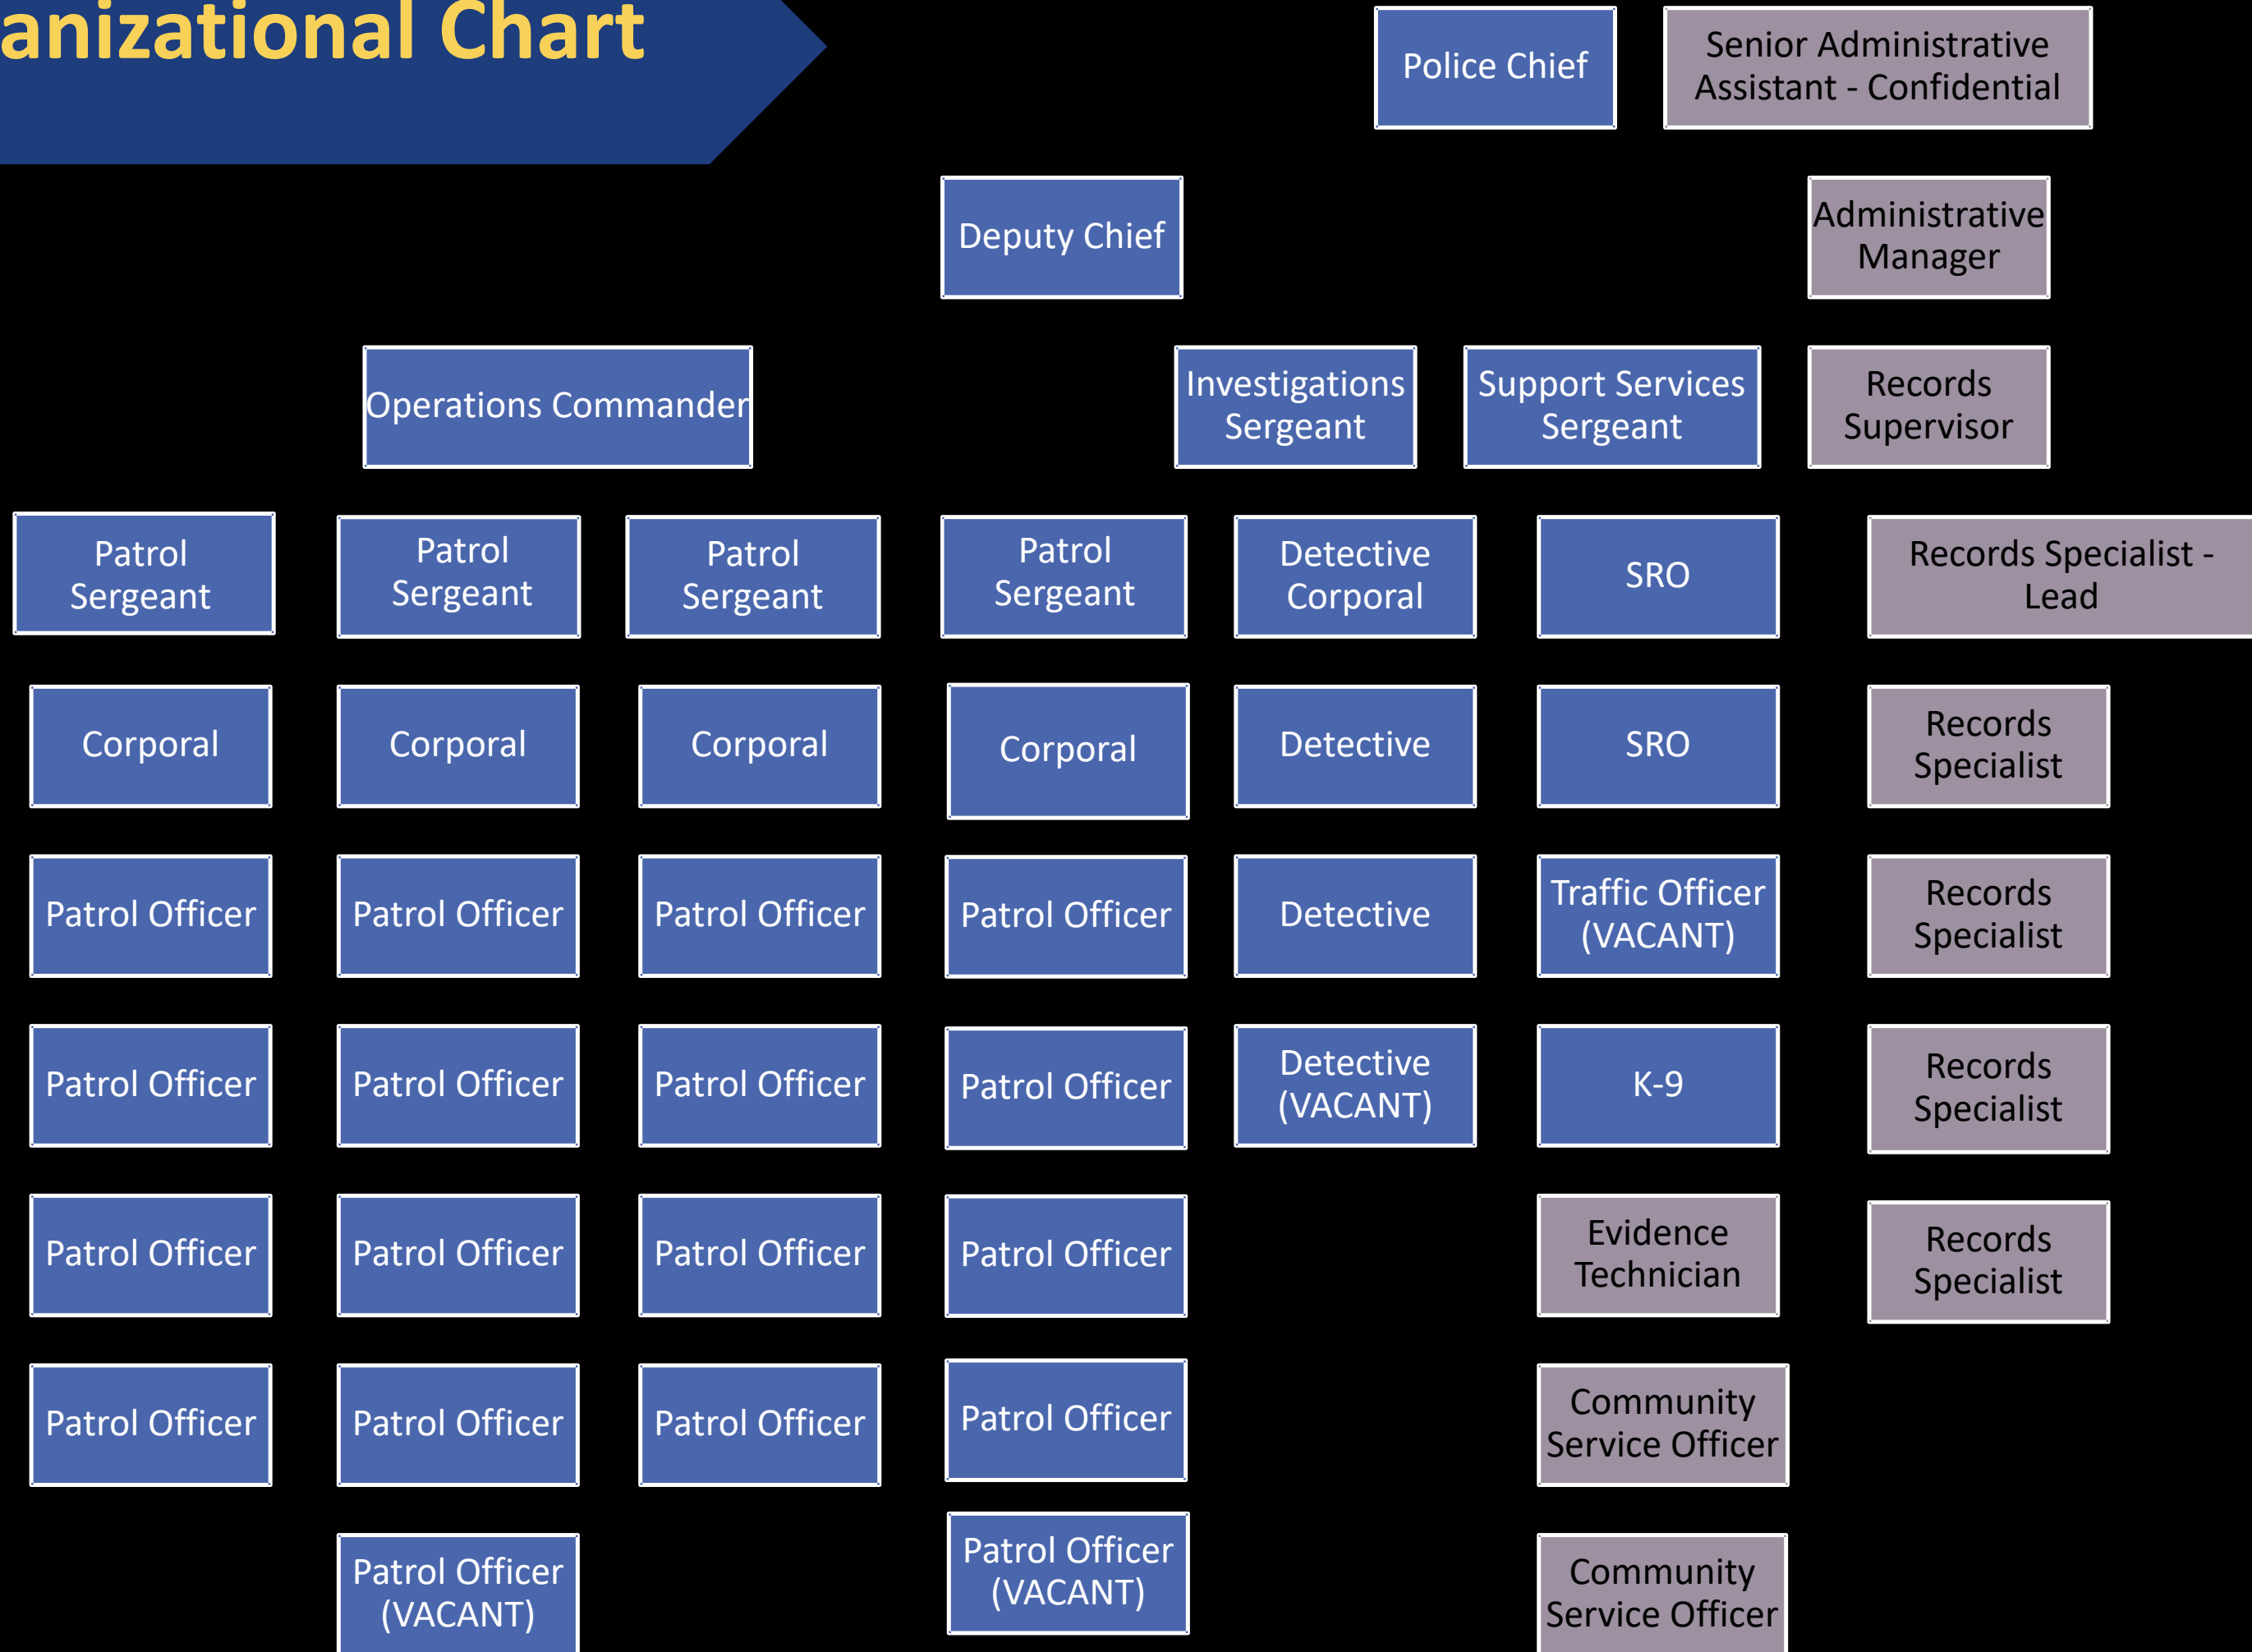 anizational Chart
Police Chief
Senior Administrative
Assistant - Confidential
Deputy Chief
Administrative
Manager
Operations Commander
Investigations
Sergeant
Support Services
Sergeant
Records
Supervisor
Patrol
Sergeant
Patrol
Sergeant
Patrol
Sergeant
Patrol
Sergeant
Detective
Corporal
SRO
Records Specialist -
Lead
Corporal
Corporal
Corporal
Corporal
Detective
SRO
Records
Specialist
Patrol Officer
Patrol Officer
Patrol Officer
Patrol Officer
Detective
Traffic Officer
(VACANT)
Records
Specialist
Patrol Officer
Patrol Officer
Patrol Officer
Patrol Officer
Detective
(VACANT)
K-9
Records
Specialist
Patrol Officer
Patrol Officer
Patrol Officer
Patrol Officer
Evidence
Technician
Records
Specialist
Patrol Officer
Patrol Officer
Patrol Officer
Patrol Officer
Community
Service Officer
Patrol Officer
(VACANT)
Patrol Officer
(VACANT)
Community
Service Officer